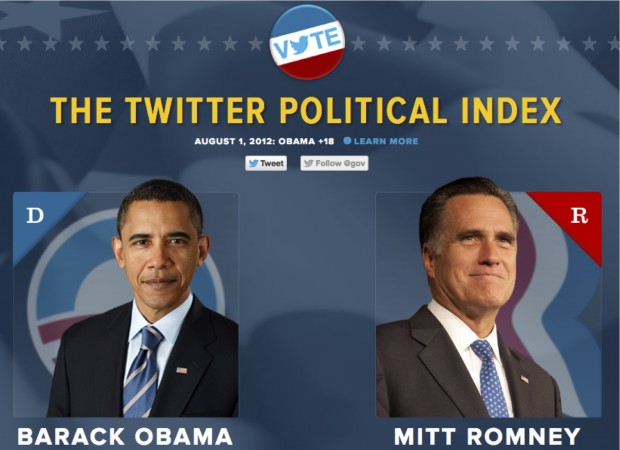 VOTE
THE TWITTER POLITICAL INDEX
AUGUST 1, 2012: OBAMA +18 LEARN MORE
Tweet Follow @gov
D R
BARACK OBAMA MITT ROMNEY